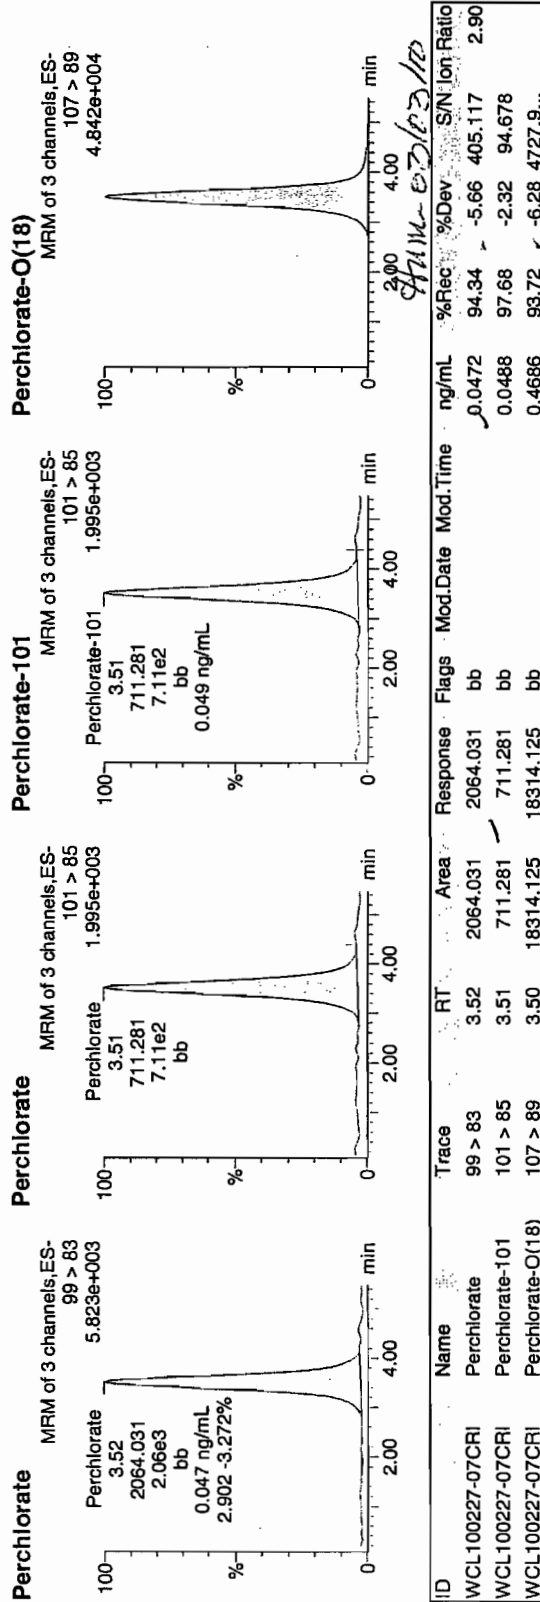 Perchlorate
MRM of 3 channels,ES-
99 > 83
5.823e+003
100
Perchlorate
3.52
2064.031
2.06e3
bb
0.047 ng/mL
2.902 -3.272%
%
0
2.00
4.00
min
Perchlorate
MRM of 3 channels,ES-
101 > 85
1.995e+003
100
Perchlorate
3.51
711.281
7.11e2
bb
%
0
2.00
4.00
min
Perchlorate-101
MRM of 3 channels,ES-
101 > 85
1.995e+003
100
Perchlorate-101
3.51
711.281
7.11e2
bb
0.049 ng/mL
%
0
2.00
4.00
min
Perchlorate-O(18)
MRM of 3 channels,ES-
107 > 89
4.842e+004
100
%
0
2.00
4.00
min
03/03/10
ID Name Trace RT Area Response Flags Mod.Date Mod.Time ng/mL %Rec %Dev S/N Ion Ratio
WCL100227-07CRI Perchlorate 99 > 83 3.52 2064.031 2064.031 bb 0.0472 94.34 -5.66 405.117 2.90
WCL100227-07CRI Perchlorate-101 101 > 85 3.51 711.281 711.281 bb 0.0488 97.68 -2.32 94.678
WCL100227-07CRI Perchlorate-O(18) 107 > 89 3.50 18314.125 18314.125 bb 0.4686 93.72 -6.28 4727.9...